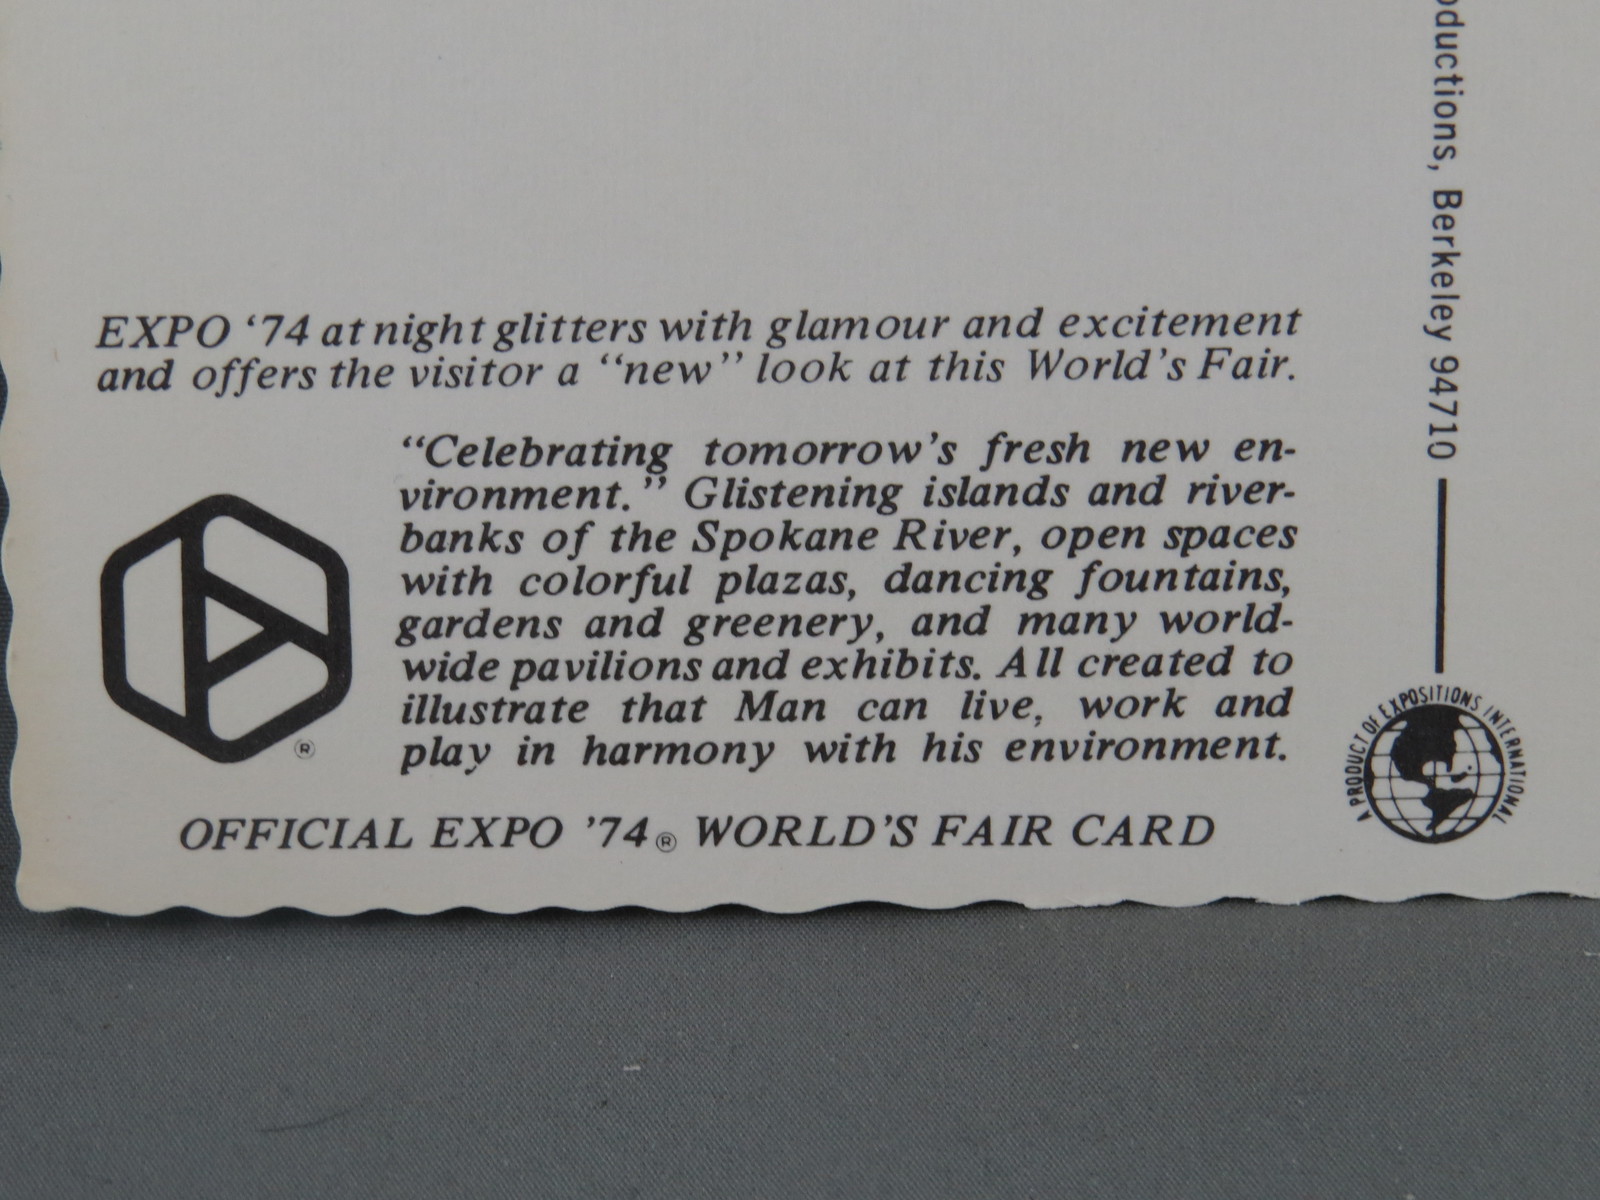 EXPO ‘74 at night glitters with glamour and excitement
and offers the visitor a “new” look at this World’s Fair.
“Celebrating tomorrow’s fresh new en-
vironment.” Glistening islands and river-
banks of the Spokane River, open spaces
with colorful plazas, dancing fountains,
gardens and greenery, and many world-
wide pavilions and exhibits. All created to
illustrate that Man can live, work and
play in harmony with his environment.
®
OFFICIAL EXPO ’74® WORLD’S FAIR CARD
oductions, Berkeley 94710
A PRODUCT OF EXPOSITIONS INTERNATIONAL